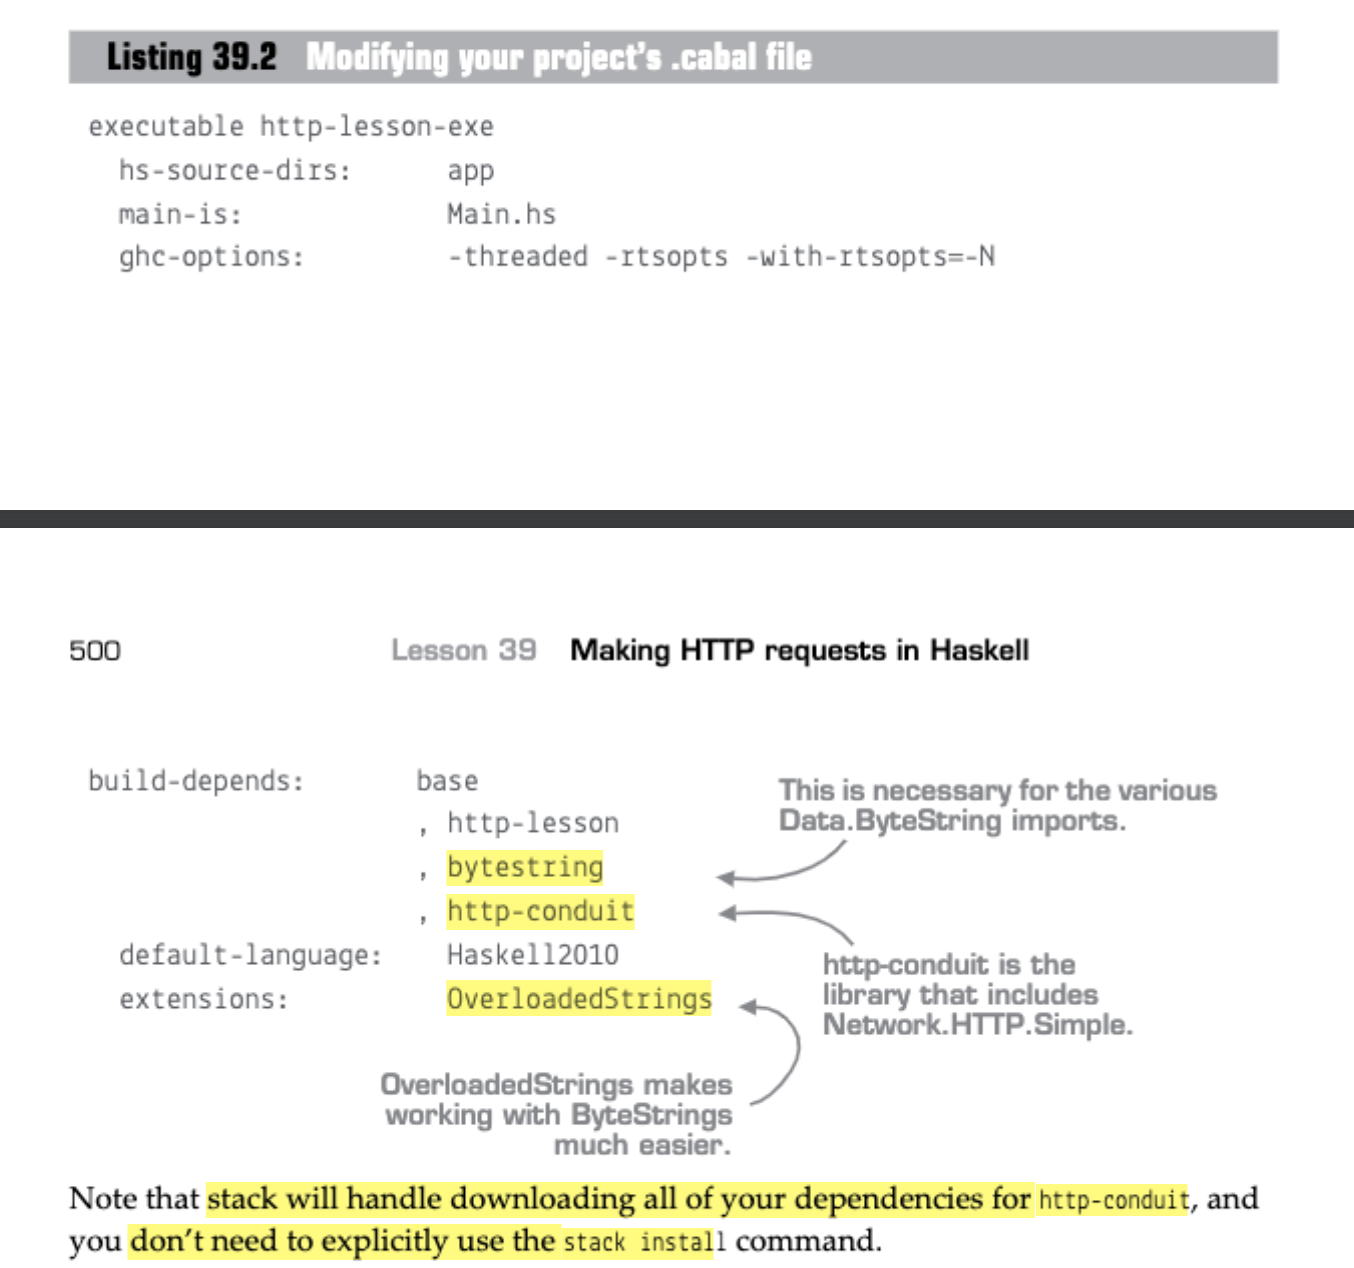 Listing 39.2 Modifying your project's .cabal file
executable http-lesson-exe
hs-source-dirs: app
main-is: Main.hs
ghc-options: -threaded -rtsopts -with-rtsopts=-N
500 Lesson 39 Making HTTP requests in Haskell
build-depends: base
, http-lesson
, bytestring
, http-conduit
default-language: Haskell2010
extensions: OverloadedStrings
This is necessary for the various
Data.ByteString imports.
http-conduit is the
library that includes
Network.HTTP.Simple.
OverloadedStrings makes
working with ByteStrings
much easier.
Note that stack will handle downloading all of your dependencies for http-conduit, and
you don't need to explicitly use the stack install command.